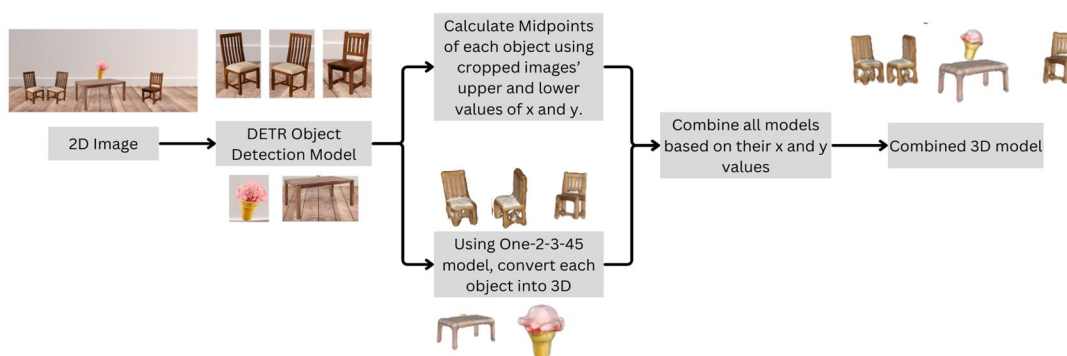 2D Image
DETR Object
Detection Model
Calculate Midpoints
of each object using
cropped images'
upper and lower
values of x and y.
Using One-2-3-45
model, convert each
object into 3D
Combine all models
based on their x and y
values
Combined 3D model